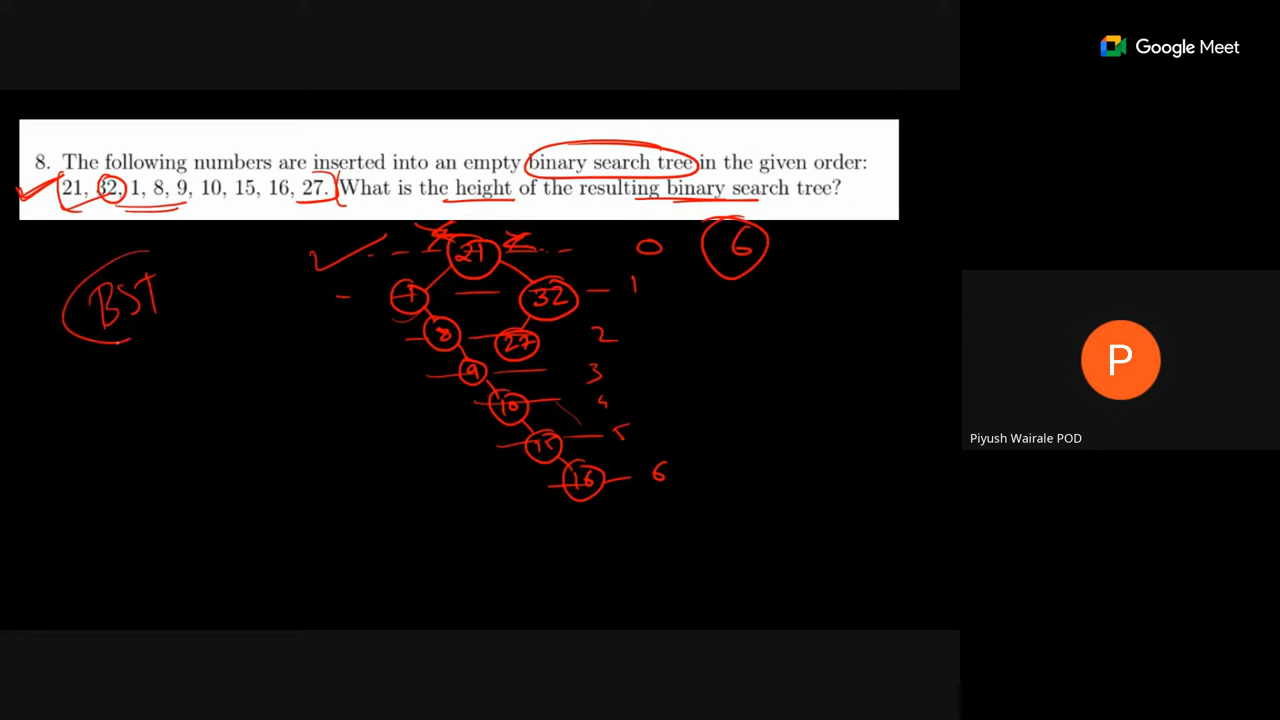 Google Meet
8. The following numbers are inserted into an empty binary search tree in the given order:
21, 32, 1, 8, 9, 10, 15, 16, 27. What is the height of the resulting binary search tree?
21 0 6
BST
1 32 1
8 27 2
9 3
10 4
15 5
16 6
P
Piyush Wairale POD